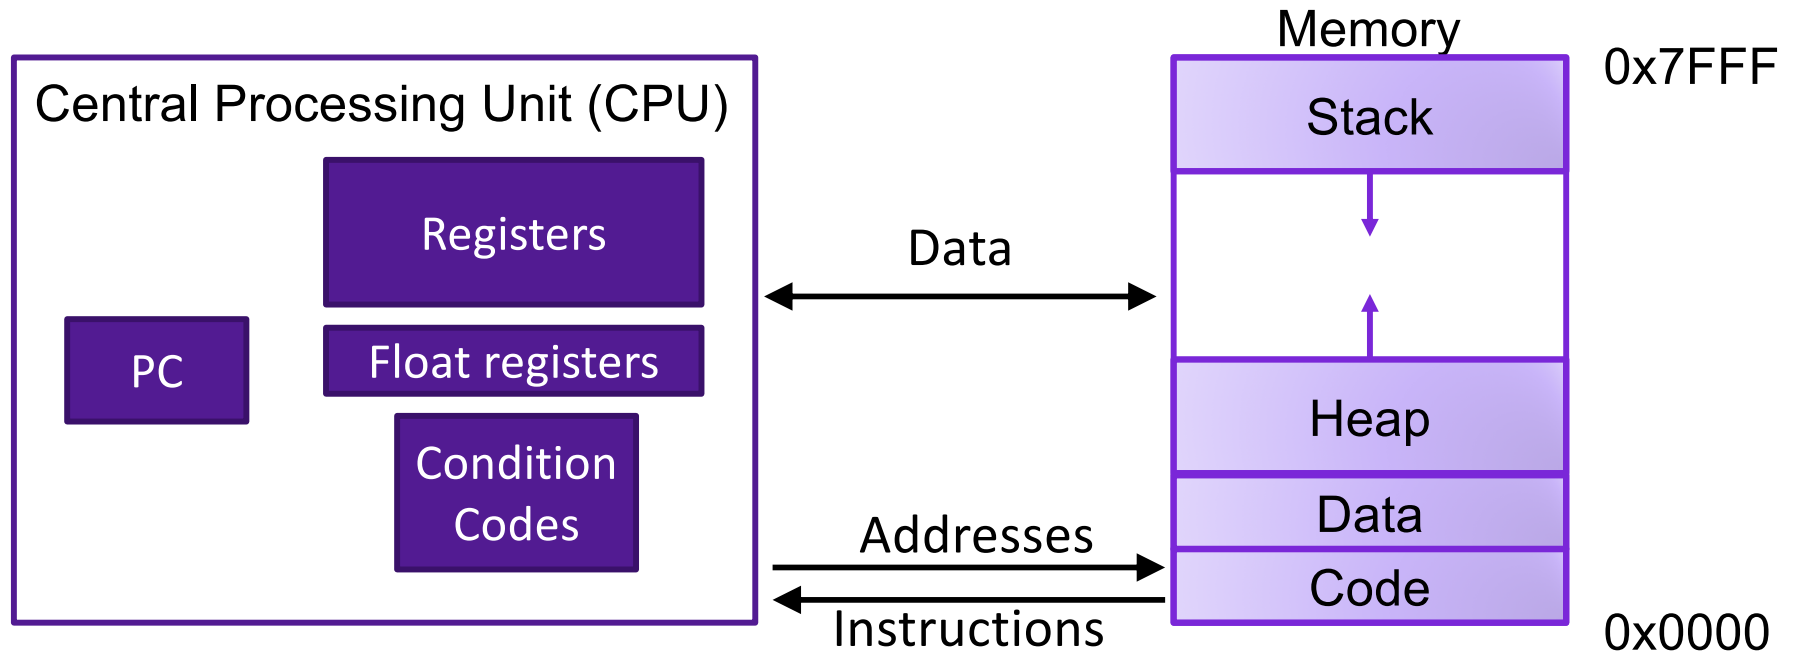 Memory
0x7FFF
Central Processing Unit (CPU)
Stack
Registers
Data
PC
Float registers
Heap
Condition
Codes
Data
Addresses
Code
Instructions
0x0000